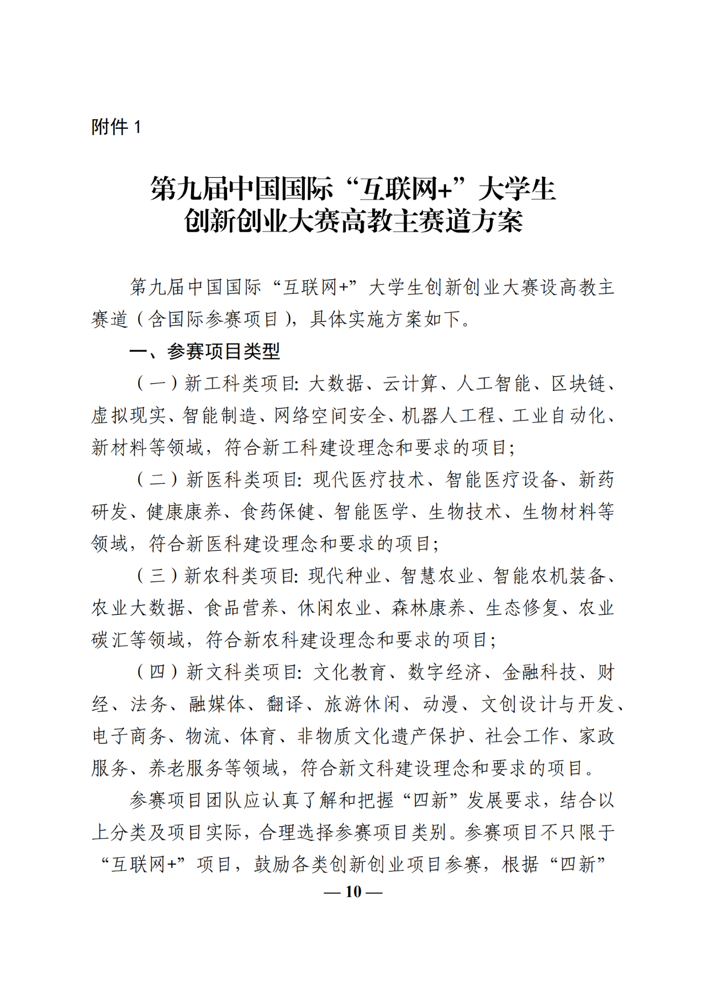 附件 1
第九届中国国际“互联网+”大学生
创新创业大赛高教主赛道方案
第九届中国国际“互联网+”大学生创新创业大赛设高教主
赛道（含国际参赛项目），具体实施方案如下。
一、参赛项目类型
（一）新工科类项目：大数据、云计算、人工智能、区块链、
虚拟现实、智能制造、网络空间安全、机器人工程、工业自动化、
新材料等领域，符合新工科建设理念和要求的项目；
（二）新医科类项目：现代医疗技术、智能医疗设备、新药
研发、健康康养、食药保健、智能医学、生物技术、生物材料等
领域，符合新医科建设理念和要求的项目；
（三）新农科类项目：现代种业、智慧农业、智能农机装备、
农业大数据、食品营养、休闲农业、森林康养、生态修复、农业
碳汇等领域，符合新农科建设理念和要求的项目；
（四）新文科类项目：文化教育、数字经济、金融科技、财
经、法务、融媒体、翻译、旅游休闲、动漫、文创设计与开发、
电子商务、物流、体育、非物质文化遗产保护、社会工作、家政
服务、养老服务等领域，符合新文科建设理念和要求的项目。
参赛项目团队应认真了解和把握“四新”发展要求，结合以
上分类及项目实际，合理选择参赛项目类别。参赛项目不只限于
“互联网+”项目，鼓励各类创新创业项目参赛，根据“四新”
— 10 —